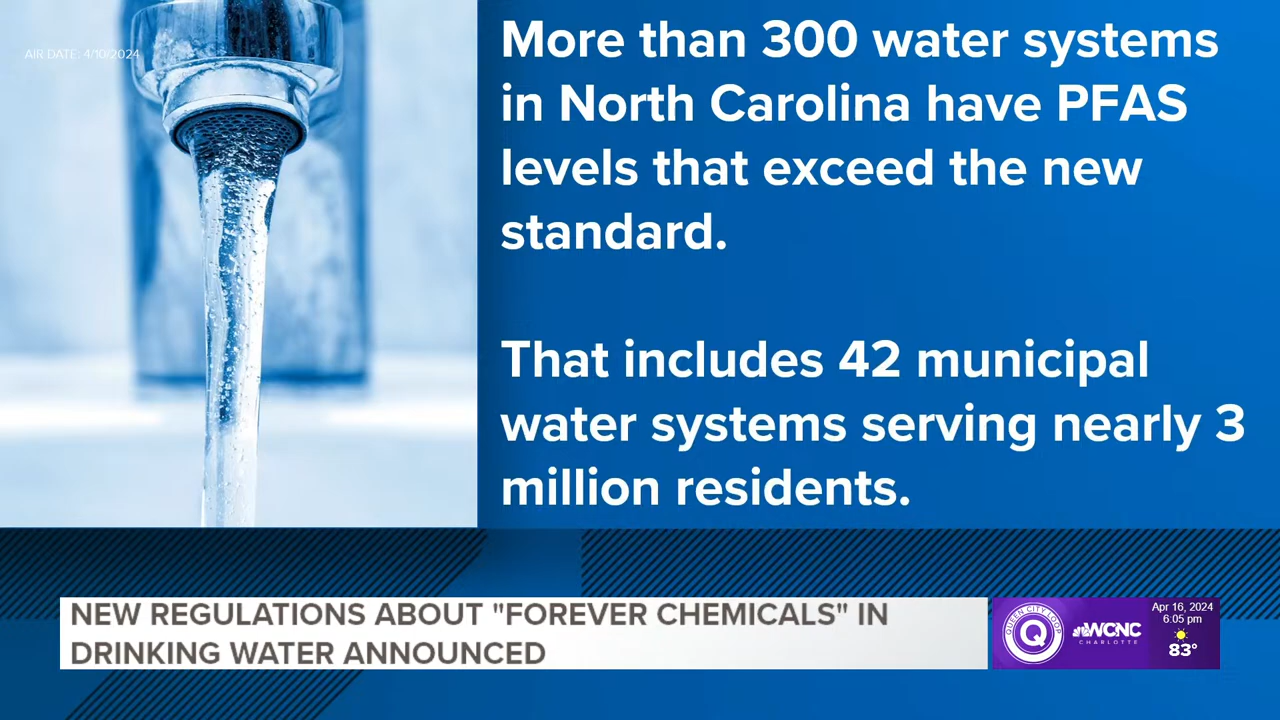 AIR DATE: 4/10/2024
More than 300 water systems
in North Carolina have PFAS
levels that exceed the new
standard.
That includes 42 municipal
water systems serving nearly 3
million residents.
NEW REGULATIONS ABOUT "FOREVER CHEMICALS" IN
DRINKING WATER ANNOUNCED
QUEEN CITY LOOP
Q
WCNC
CHARLOTTE
Apr 16, 2024
6:05 pm
83°